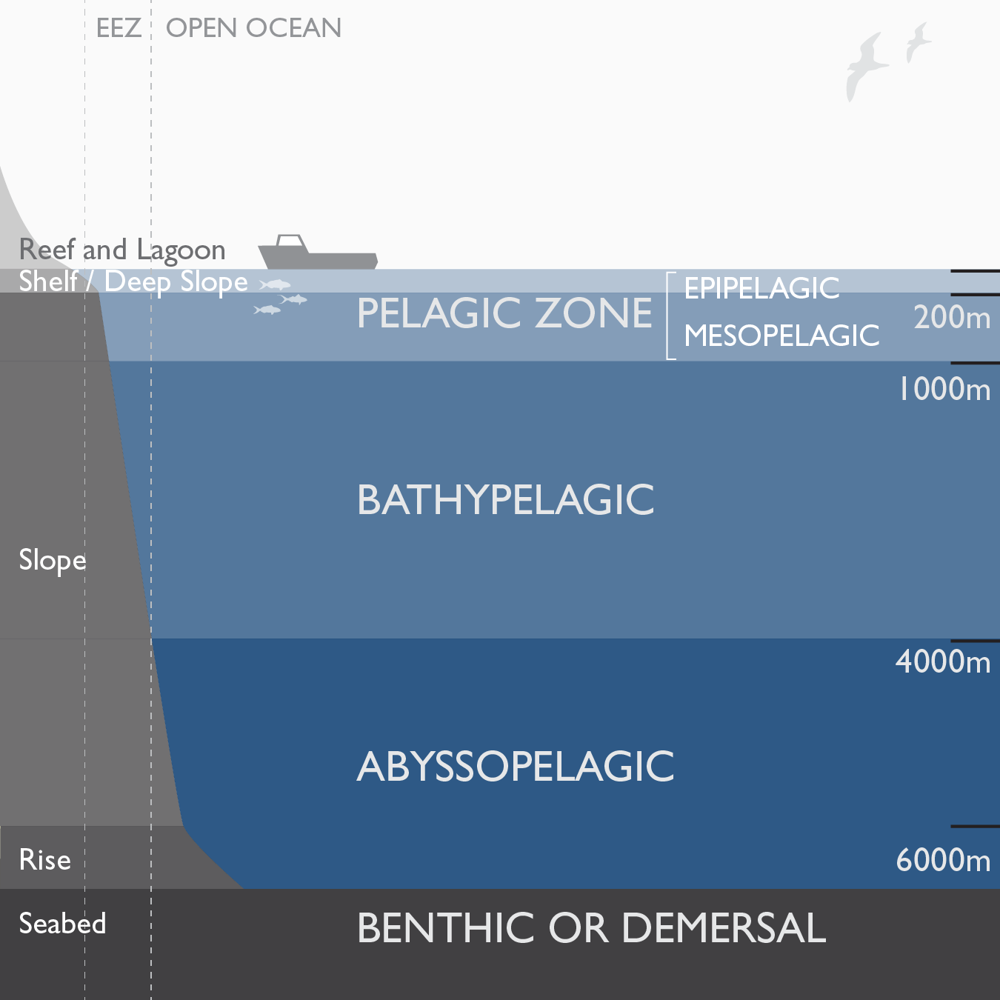 EEZ OPEN OCEAN
Reef and Lagoon
Shelf / Deep Slope
PELAGIC ZONE
EPIPELAGIC
MESOPELAGIC
200m
1000m
BATHYPELAGIC
Slope
4000m
ABYSSOPELAGIC
Rise
6000m
Seabed
BENTHIC OR DEMERSAL